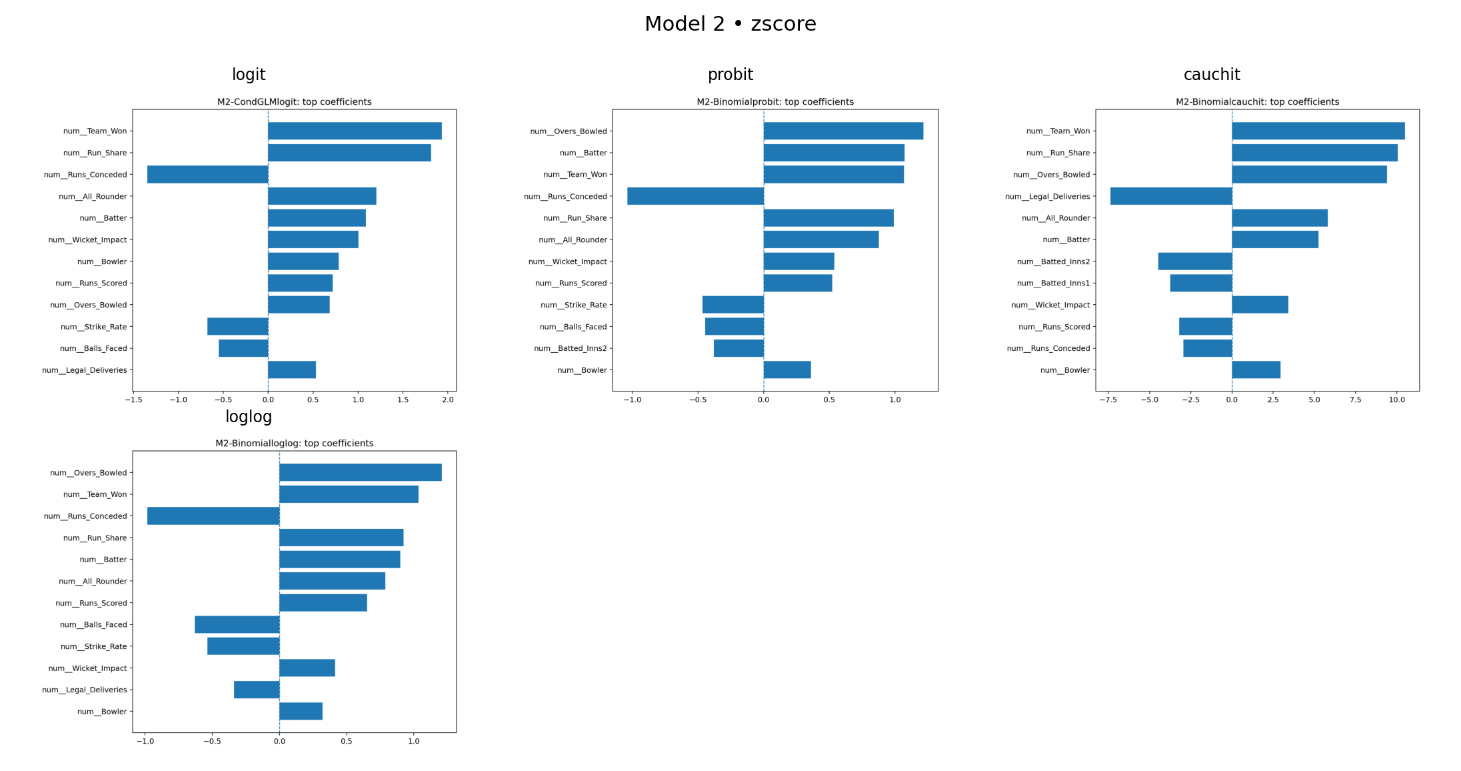 Model 2 • zscore
logit
M2-CondGLMlogit: top coefficients
num__Team_Won
num__Run_Share
num__Runs_Conceded
num__All_Rounder
num__Batter
num__Wicket_Impact
num__Bowler
num__Runs_Scored
num__Overs_Bowled
num__Strike_Rate
num__Balls_Faced
num__Legal_Deliveries
−1.5 −1.0 −0.5 0.0 0.5 1.0 1.5 2.0
probit
M2-Binomialprobit: top coefficients
num__Overs_Bowled
num__Batter
num__Team_Won
num__Runs_Conceded
num__Run_Share
num__All_Rounder
num__Wicket_Impact
num__Runs_Scored
num__Strike_Rate
num__Balls_Faced
num__Batted_Inns2
num__Bowler
−1.0 −0.5 0.0 0.5 1.0
cauchit
M2-Binomialcauchit: top coefficients
num__Team_Won
num__Run_Share
num__Overs_Bowled
num__Legal_Deliveries
num__All_Rounder
num__Batter
num__Batted_Inns2
num__Batted_Inns1
num__Wicket_Impact
num__Runs_Scored
num__Runs_Conceded
num__Bowler
−7.5 −5.0 −2.5 0.0 2.5 5.0 7.5 10.0
loglog
M2-Binomialloglog: top coefficients
num__Overs_Bowled
num__Team_Won
num__Runs_Conceded
num__Run_Share
num__Batter
num__All_Rounder
num__Runs_Scored
num__Balls_Faced
num__Strike_Rate
num__Wicket_Impact
num__Legal_Deliveries
num__Bowler
−1.0 −0.5 0.0 0.5 1.0